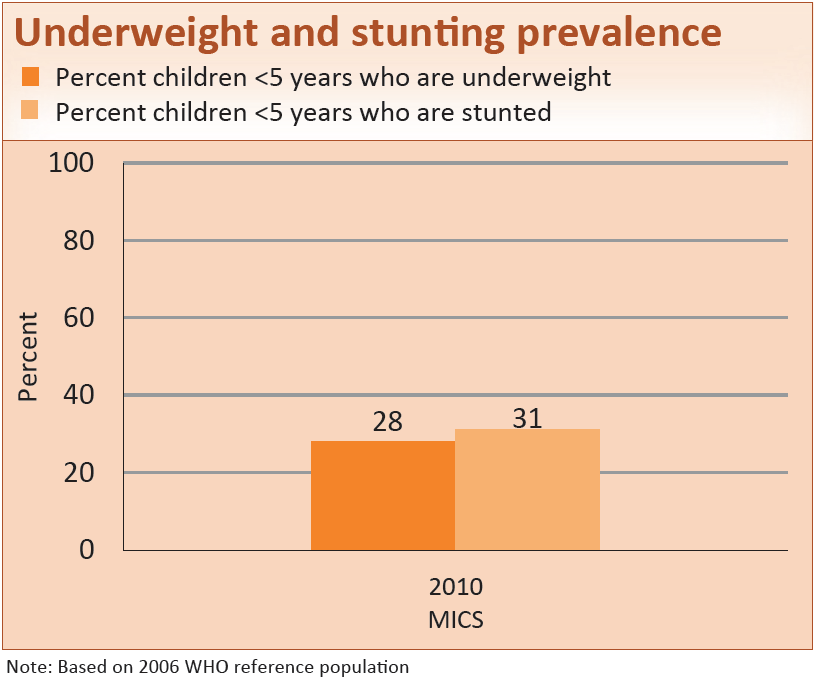 Underweight and stunting prevalence
Percent children <5 years who are underweight
Percent children <5 years who are stunted
100
80
60
40
20
0
Percent
28
31
2010
MICS
Note: Based on 2006 WHO reference population